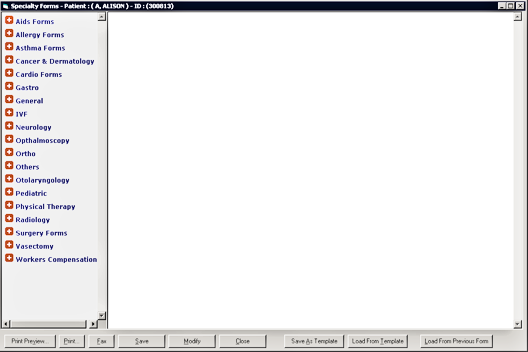 Specialty Forms - Patient : ( A, ALISON ) - ID : (300813)
Aids Forms
Allergy Forms
Asthma Forms
Cancer & Dermatology
Cardio Forms
Gastro
General
IVF
Neurology
Opthalmoscopy
Ortho
Others
Otolaryngology
Pediatric
Physical Therapy
Radiology
Surgery Forms
Vasectomy
Workers Compensation
Print Preview... Print... Fax Save Modify Close Save As Template Load From Template Load From Previous Form